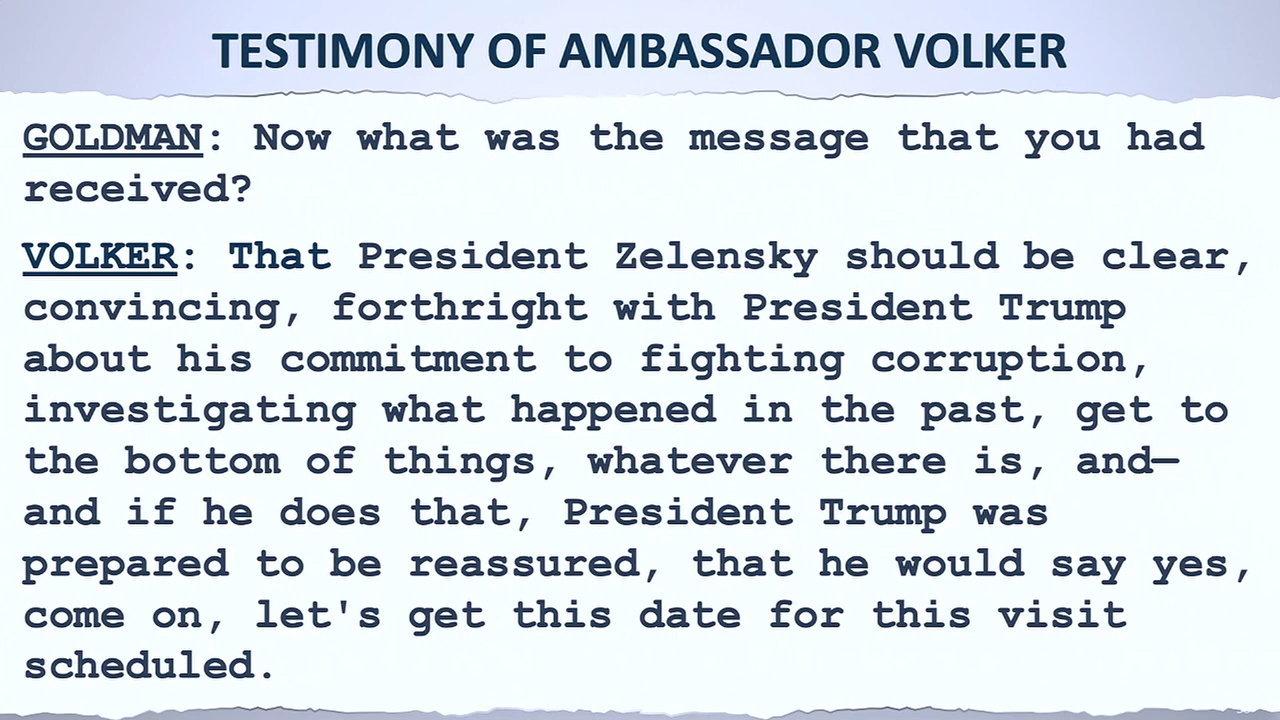 TESTIMONY OF AMBASSADOR VOLKER
GOLDMAN: Now what was the message that you had
received?
VOLKER: That President Zelensky should be clear,
convincing, forthright with President Trump
about his commitment to fighting corruption,
investigating what happened in the past, get to
the bottom of things, whatever there is, and—
and if he does that, President Trump was
prepared to be reassured, that he would say yes,
come on, let's get this date for this visit
scheduled.